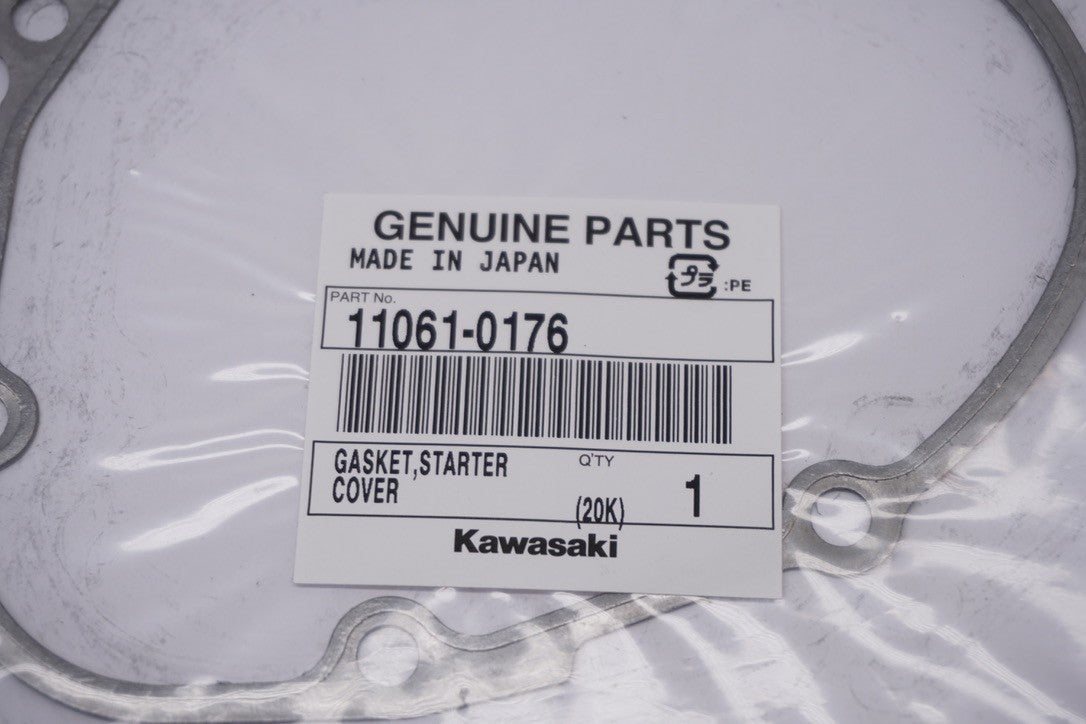 GENUINE PARTS
MADE IN JAPAN
プラ :PE
PART No.
11061-0176
GASKET,STARTER
COVER
Q'TY
(20K)
1
Kawasaki